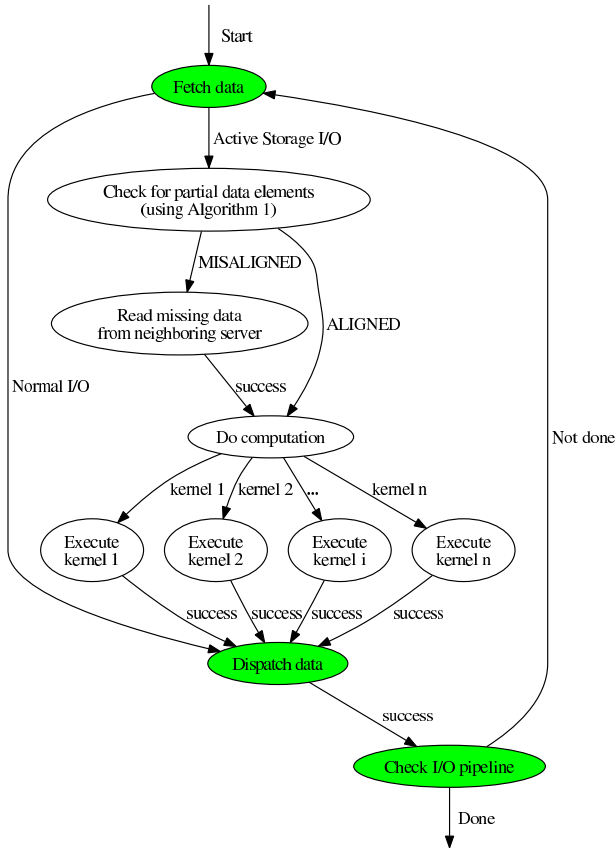 Start
Fetch data
Active Storage I/O
Check for partial data elements
(using Algorithm 1)
MISALIGNED
Read missing data
from neighboring server
ALIGNED
Normal I/O
success
Do computation
Not done
kernel 1
kernel 2
...
kernel n
Execute
kernel 1
Execute
kernel 2
Execute
kernel i
Execute
kernel n
success
success
success
success
Dispatch data
success
Check I/O pipeline
Done